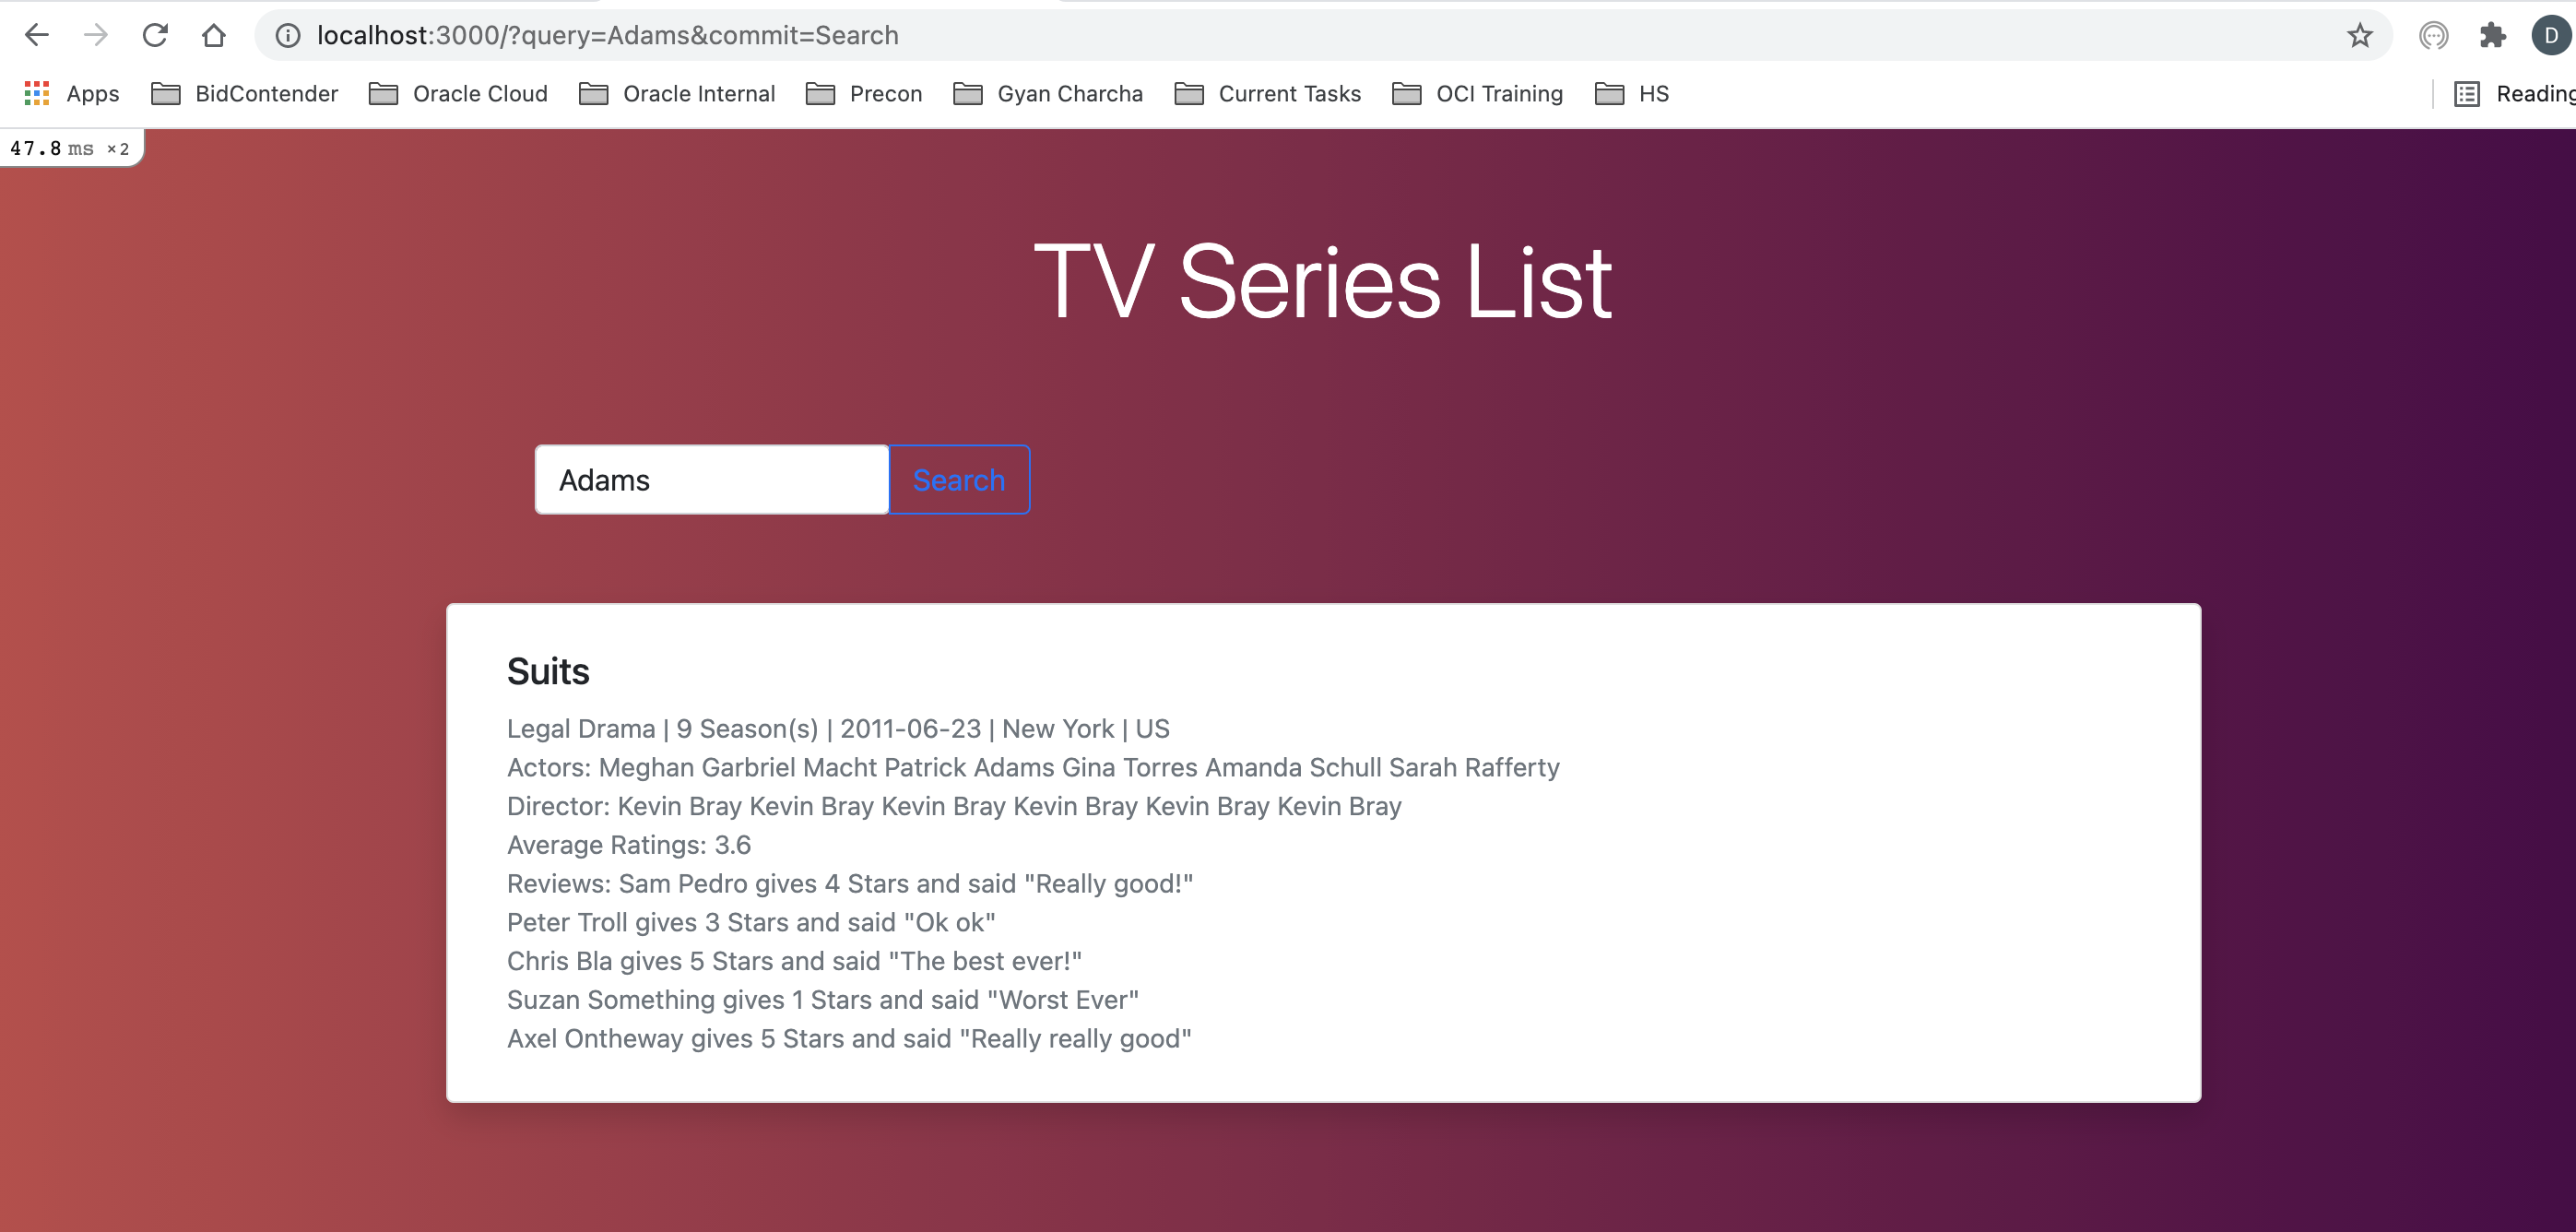 localhost:3000/?query=Adams&commit=Search
D
Apps BidContender Oracle Cloud Oracle Internal Precon Gyan Charcha Current Tasks OCI Training HS Reading
47.8 ms ×2
TV Series List
Adams Search
Suits
Legal Drama | 9 Season(s) | 2011-06-23 | New York | US
Actors: Meghan Garbriel Macht Patrick Adams Gina Torres Amanda Schull Sarah Rafferty
Director: Kevin Bray Kevin Bray Kevin Bray Kevin Bray Kevin Bray Kevin Bray
Average Ratings: 3.6
Reviews: Sam Pedro gives 4 Stars and said "Really good!"
Peter Troll gives 3 Stars and said "Ok ok"
Chris Bla gives 5 Stars and said "The best ever!"
Suzan Something gives 1 Stars and said "Worst Ever"
Axel Ontheway gives 5 Stars and said "Really really good"